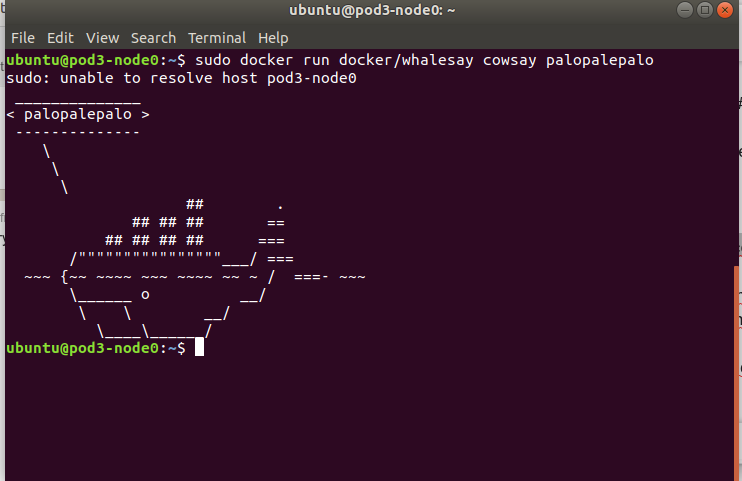 ubuntu@pod3-node0: ~
File Edit View Search Terminal Help
ubuntu@pod3-node0:~$ sudo docker run docker/whalesay cowsay palopalepalo
sudo: unable to resolve host pod3-node0
 ______________
< palopalepalo >
 --------------
    \
     \
      \
                    ##        .
              ## ## ##       ==
           ## ## ## ##      ===
       /""""""""""""""""___/ ===
  ~~~ {~~ ~~~~ ~~~ ~~~~ ~~ ~ /  ===- ~~~
       \______ o          __/
        \    \        __/
          \____\______/
ubuntu@pod3-node0:~$